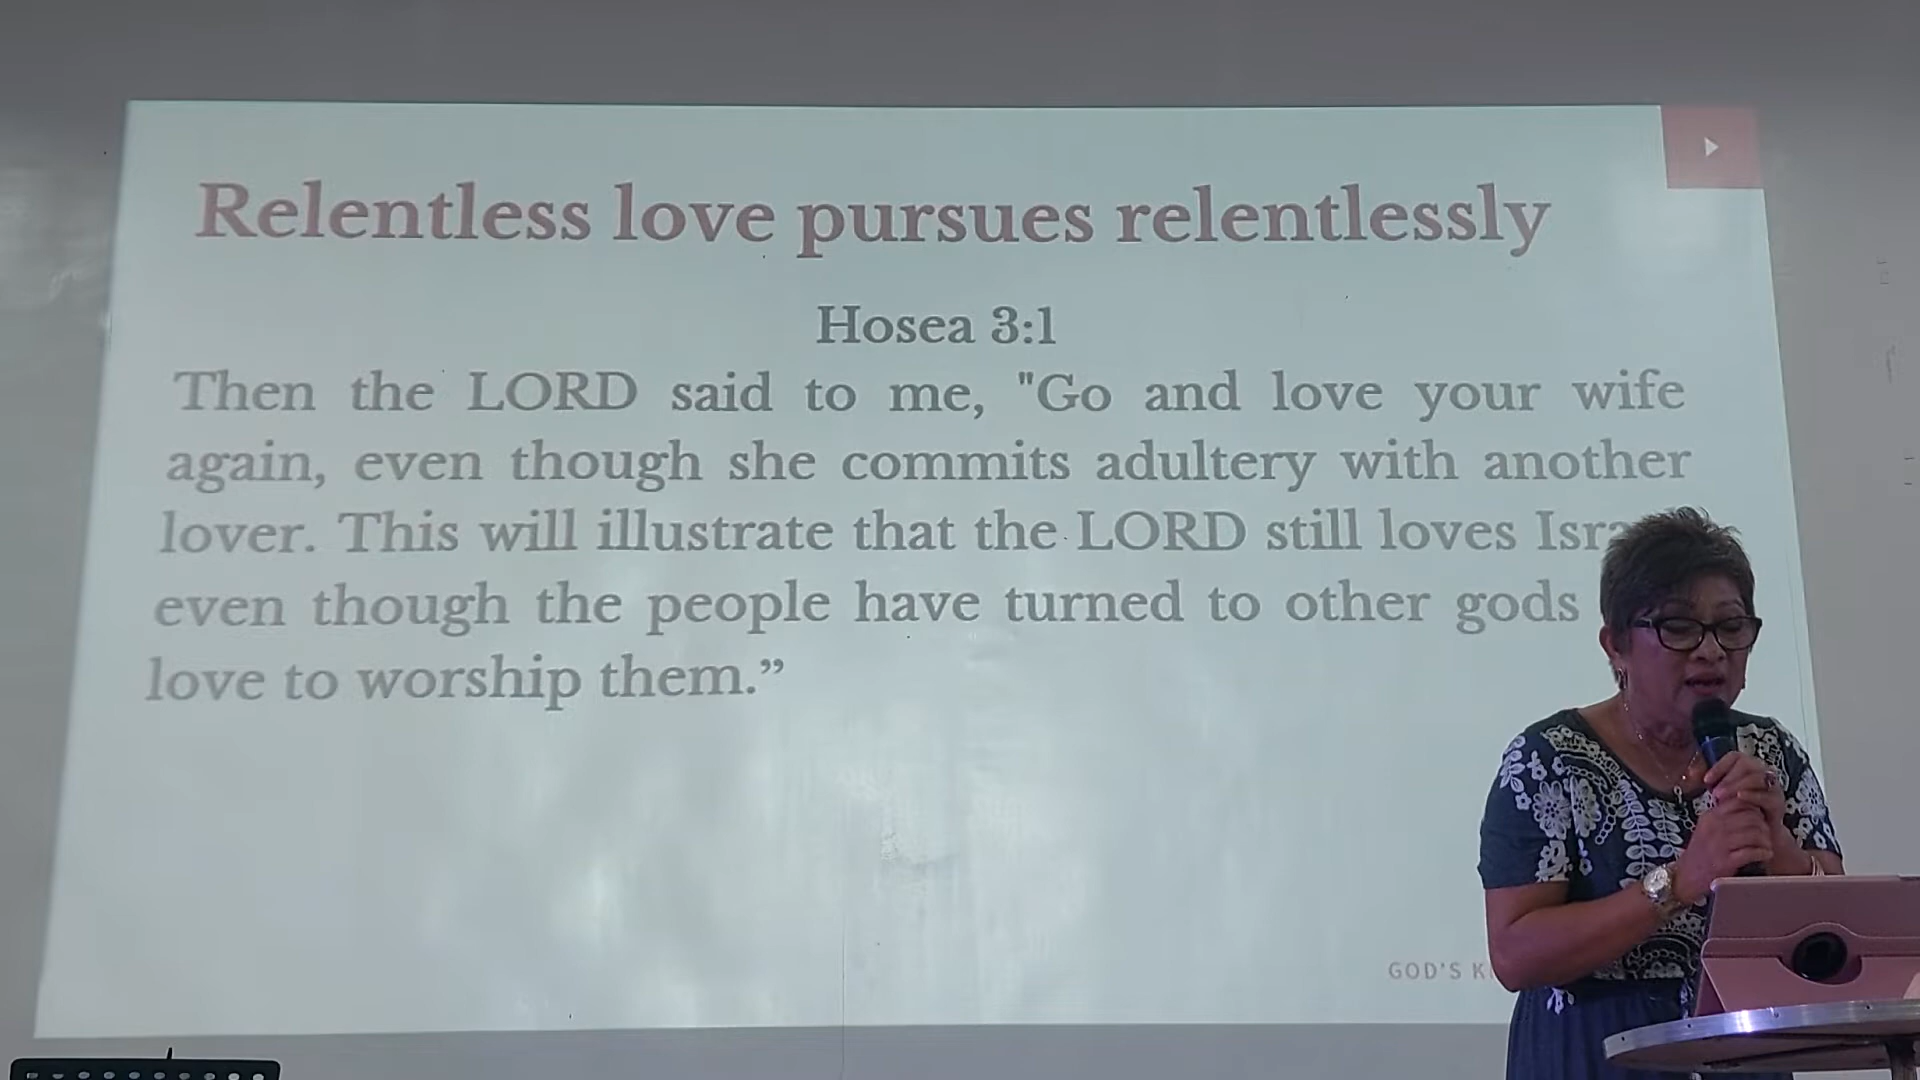 Relentless love pursues relentlessly
Hosea 3:1
Then the LORD said to me, "Go and love your wife
again, even though she commits adultery with another
lover. This will illustrate that the LORD still loves
even though the people have turned to other gods
love to worship them.”
GOD'S